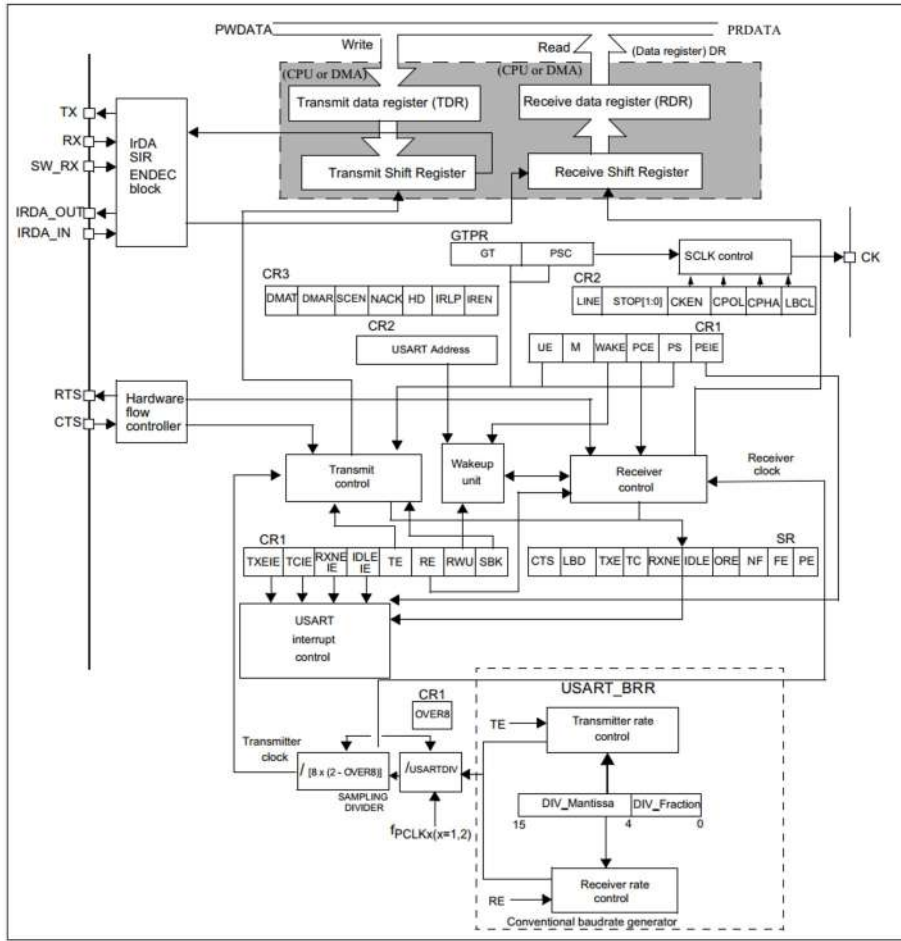 PWDATA
PRDATA
Write
Read
(Data register) DR
(CPU or DMA)
(CPU or DMA)
Transmit data register (TDR)
Receive data register (RDR)
TX
RX
SW_RX
IRDA_OUT
IRDA_IN
IrDA
SIR
ENDEC
block
Transmit Shift Register
Receive Shift Register
GTPR
GT
PSC
SCLK control
CK
CR3
DMAT DMAR SCEN NACK HD IRLP IREN
CR2
LINE STOP[1:0] CKEN CPOL CPHA LBCL
CR2
USART Address
CR1
UE M WAKE PCE PS PEIE
RTS
CTS
Hardware
flow
controller
Transmit
control
Wakeup
unit
Receiver
control
Receiver
clock
CR1
TXEIE TCIE RXNE IE IDLE IE TE RE RWU SBK
SR
CTS LBD TXE TC RXNE IDLE ORE NF FE PE
USART
interrupt
control
USART_BRR
CR1
OVER8
TE
Transmitter rate
control
Transmitter
clock
/ [8 x (2 - OVER8)]
/USARTDIV
SAMPLING
DIVIDER
DIV_Mantissa DIV_Fraction
15 4 0
fPCLKx(x=1,2)
RE
Receiver rate
control
Conventional baudrate generator